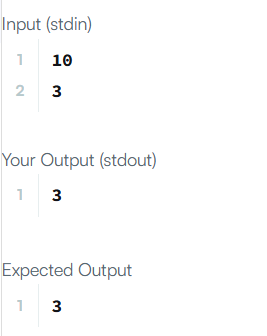 Input (stdin)
1 10
2 3
Your Output (stdout)
1 3
Expected Output
1 3